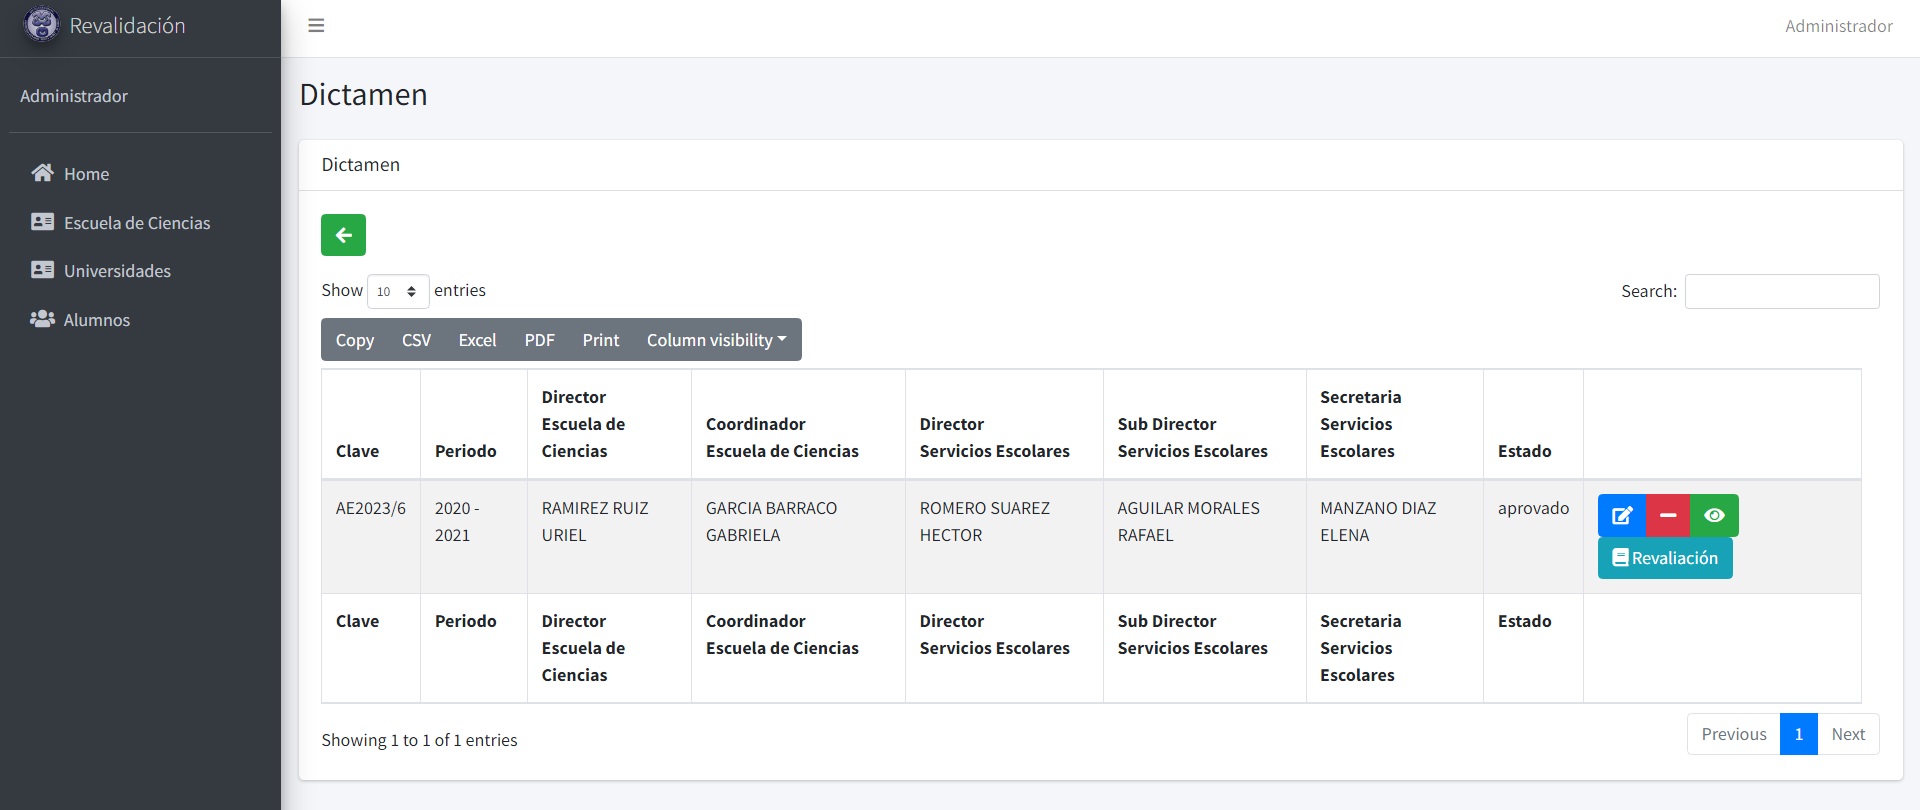 Revalidación
Administrador
Administrador
Home
Escuela de Ciencias
Universidades
Alumnos
Dictamen
Dictamen
Show 10 entries
Search:
Copy CSV Excel PDF Print Column visibility
Clave
Periodo
Director
Escuela de
Ciencias
Coordinador
Escuela de Ciencias
Director
Servicios Escolares
Sub Director
Servicios Escolares
Secretaria
Servicios
Escolares
Estado
AE2023/6
2020 -
2021
RAMIREZ RUIZ
URIEL
GARCIA BARRACO
GABRIELA
ROMERO SUAREZ
HECTOR
AGUILAR MORALES
RAFAEL
MANZANO DIAZ
ELENA
aprovado
Revaliación
Clave
Periodo
Director
Escuela de
Ciencias
Coordinador
Escuela de Ciencias
Director
Servicios Escolares
Sub Director
Servicios Escolares
Secretaria
Servicios
Escolares
Estado
Showing 1 to 1 of 1 entries
Previous 1 Next